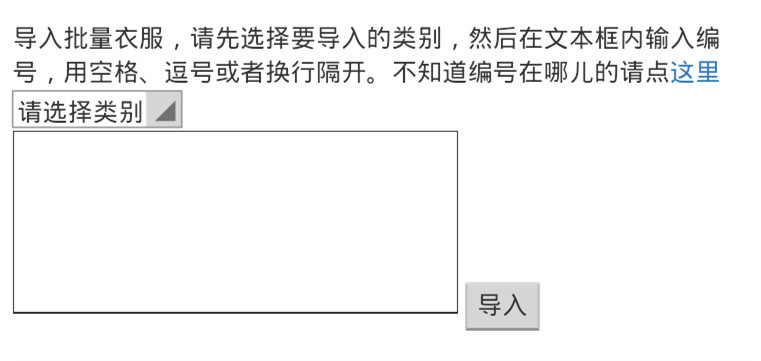 导入批量衣服，请先选择要导入的类别，然后在文本框内输入编
号，用空格、逗号或者换行隔开。不知道编号在哪儿的请点这里
请选择类别
导入